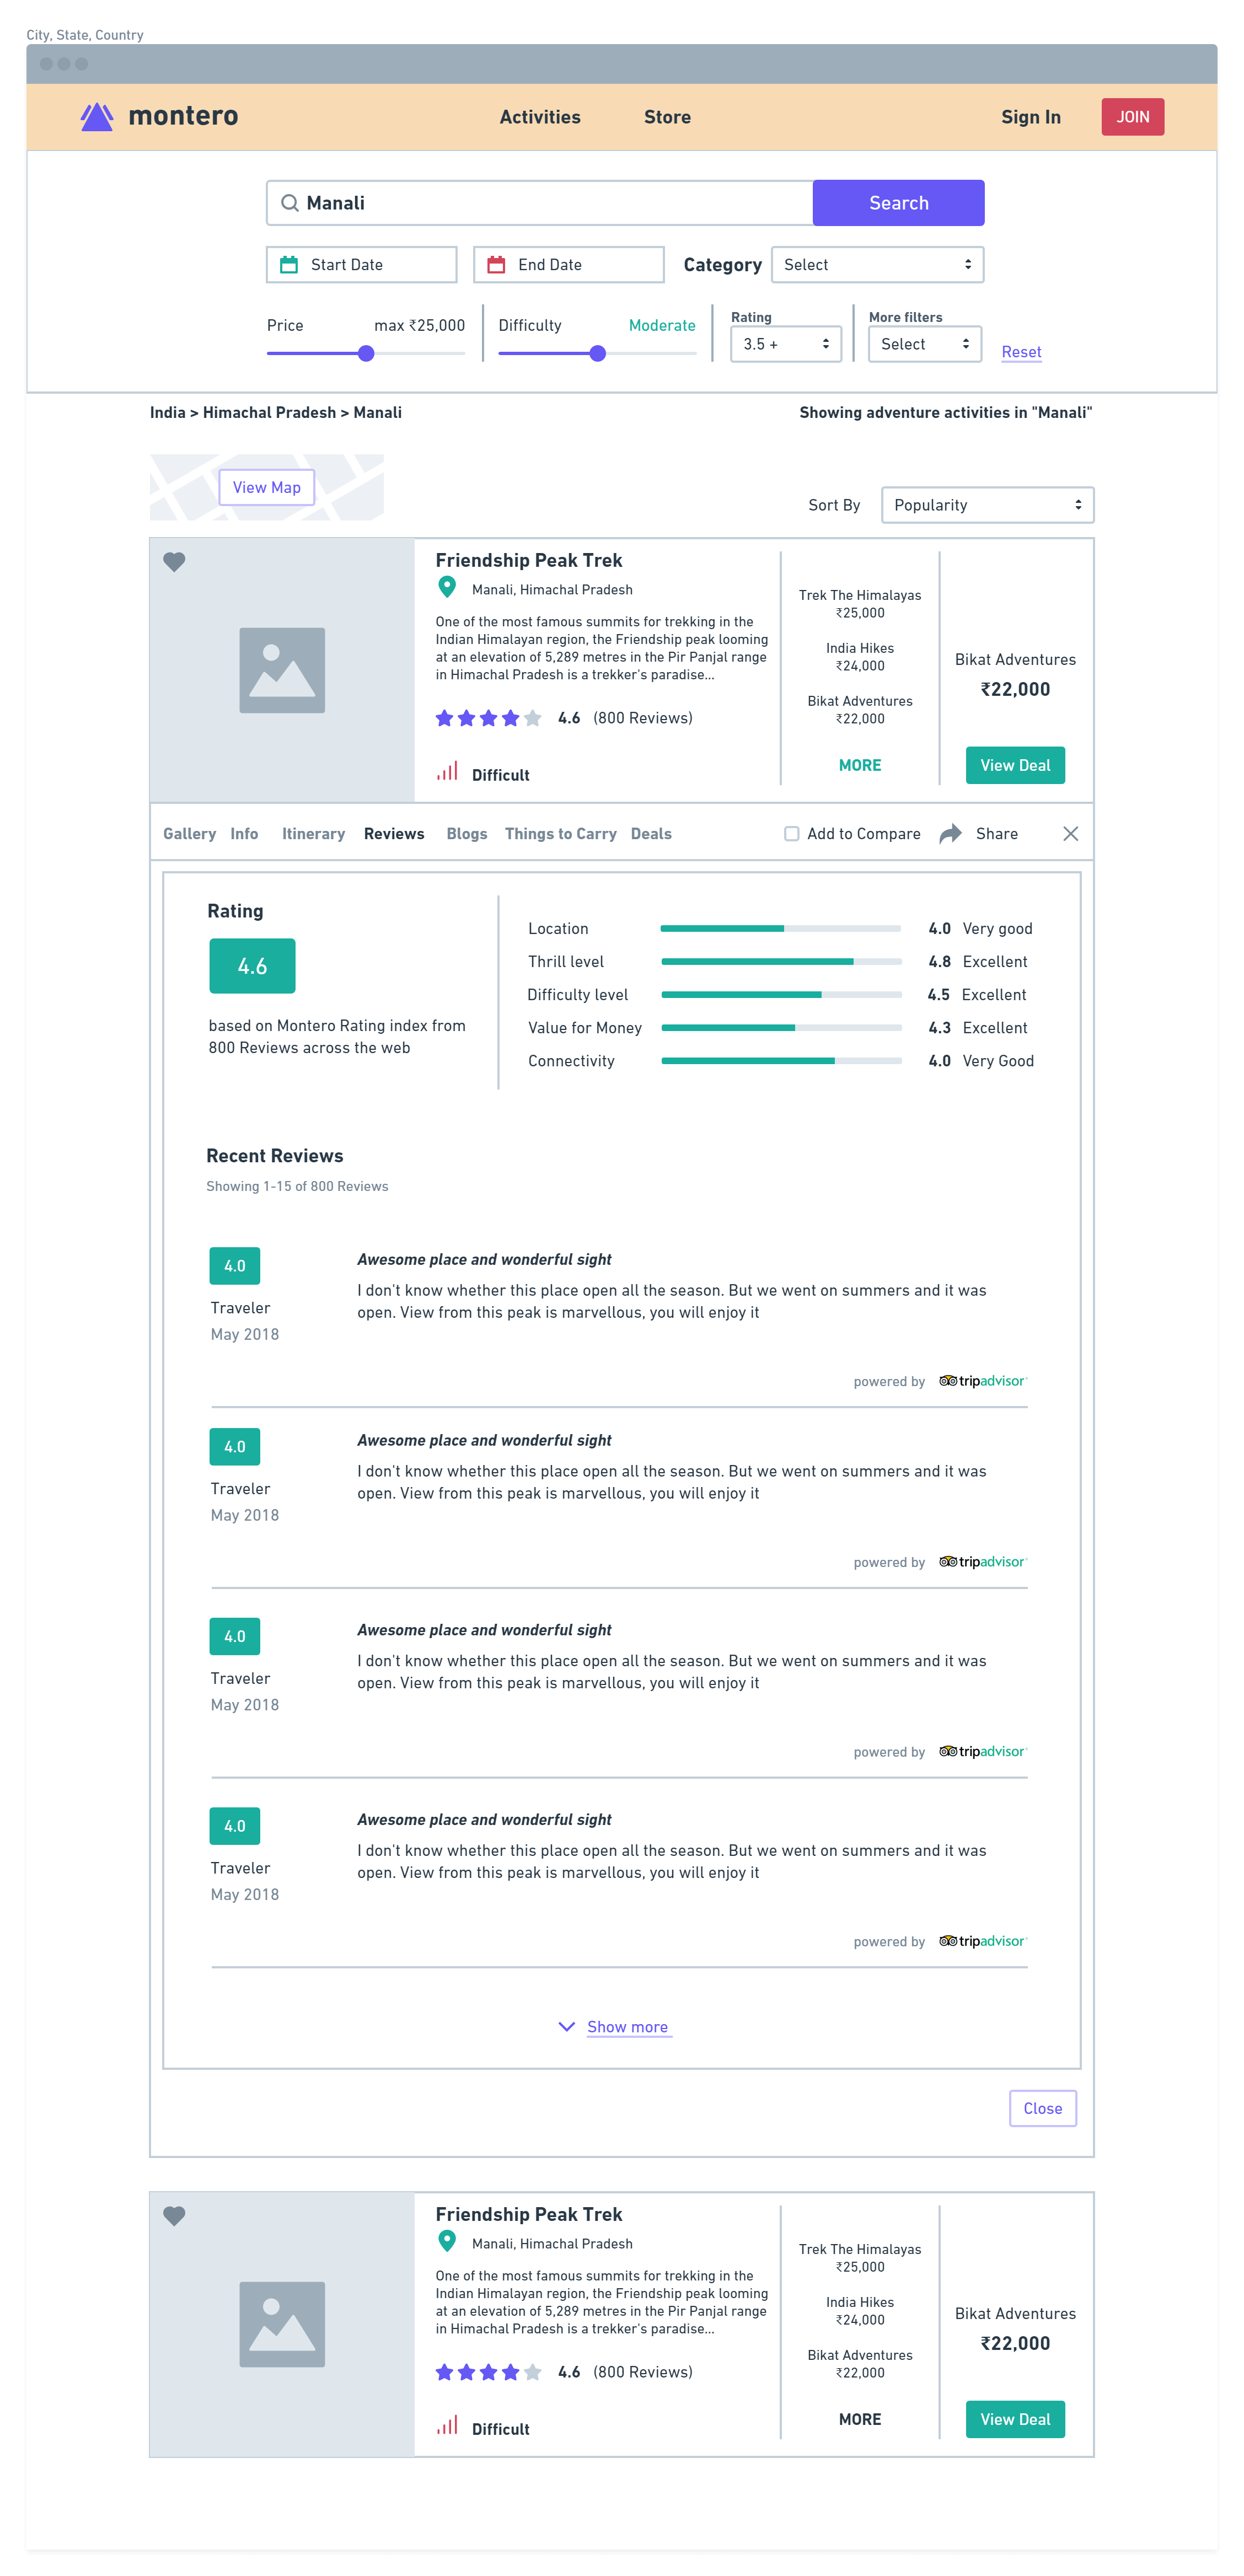 City, State, Country
montero
Activities
Store
Sign In
JOIN
Manali
Search
Start Date
End Date
Category
Select
Price
max ₹25,000
Difficulty
Moderate
Rating
3.5 +
More filters
Select
Reset
India > Himachal Pradesh > Manali
Showing adventure activities in "Manali"
View Map
Sort By
Popularity
Friendship Peak Trek
Manali, Himachal Pradesh
One of the most famous summits for trekking in the
Indian Himalayan region, the Friendship peak looming
at an elevation of 5,289 metres in the Pir Panjal range
in Himachal Pradesh is a trekker's paradise...
4.6 (800 Reviews)
Difficult
Trek The Himalayas
₹25,000
India Hikes
₹24,000
Bikat Adventures
₹22,000
MORE
Bikat Adventures
₹22,000
View Deal
Gallery
Info
Itinerary
Reviews
Blogs
Things to Carry
Deals
Add to Compare
Share
Rating
4.6
based on Montero Rating index from
800 Reviews across the web
Location 4.0 Very good
Thrill level 4.8 Excellent
Difficulty level 4.5 Excellent
Value for Money 4.3 Excellent
Connectivity 4.0 Very Good
Recent Reviews
Showing 1-15 of 800 Reviews
4.0
Traveler
May 2018
Awesome place and wonderful sight
I don't know whether this place open all the season. But we went on summers and it was
open. View from this peak is marvellous, you will enjoy it
powered by tripadvisor
4.0
Traveler
May 2018
Awesome place and wonderful sight
I don't know whether this place open all the season. But we went on summers and it was
open. View from this peak is marvellous, you will enjoy it
powered by tripadvisor
4.0
Traveler
May 2018
Awesome place and wonderful sight
I don't know whether this place open all the season. But we went on summers and it was
open. View from this peak is marvellous, you will enjoy it
powered by tripadvisor
4.0
Traveler
May 2018
Awesome place and wonderful sight
I don't know whether this place open all the season. But we went on summers and it was
open. View from this peak is marvellous, you will enjoy it
powered by tripadvisor
Show more
Close
Friendship Peak Trek
Manali, Himachal Pradesh
One of the most famous summits for trekking in the
Indian Himalayan region, the Friendship peak looming
at an elevation of 5,289 metres in the Pir Panjal range
in Himachal Pradesh is a trekker's paradise...
4.6 (800 Reviews)
Difficult
Trek The Himalayas
₹25,000
India Hikes
₹24,000
Bikat Adventures
₹22,000
MORE
Bikat Adventures
₹22,000
View Deal